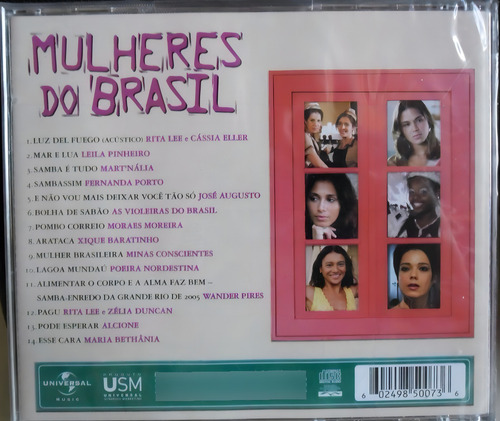 MULHERES
DO BRASIL
1. LUZ DEL FUEGO (ACÚSTICO) RITA LEE e CÁSSIA ELLER
2. MAR E LUA LEILA PINHEIRO
3. SAMBA É TUDO MART'NÁLIA
4. SAMBASSIM FERNANDA PORTO
5. E NÃO VOU MAIS DEIXAR VOCÊ TÃO SÓ JOSÉ AUGUSTO
6. BOLHA DE SABÃO AS VIOLEIRAS DO BRASIL
7. POMBO CORREIO MORAES MOREIRA
8. ARATACA XIQUE BARATINHO
9. MULHER BRASILEIRA MINAS CONSCIENTES
10. LAGOA MUNDAÚ POEIRA NORDESTINA
11. ALIMENTAR O CORPO E A ALMA FAZ BEM –
SAMBA-ENREDO DA GRANDE RIO DE 2005 WANDER PIRES
12. PAGU RITA LEE e ZÉLIA DUNCAN
13. PODE ESPERAR ALCIONE
14. ESSE CARA MARIA BETHÂNIA
UNIVERSAL
MUSIC
PRODUTO
USM
UNIVERSAL
6 02498 50073 6